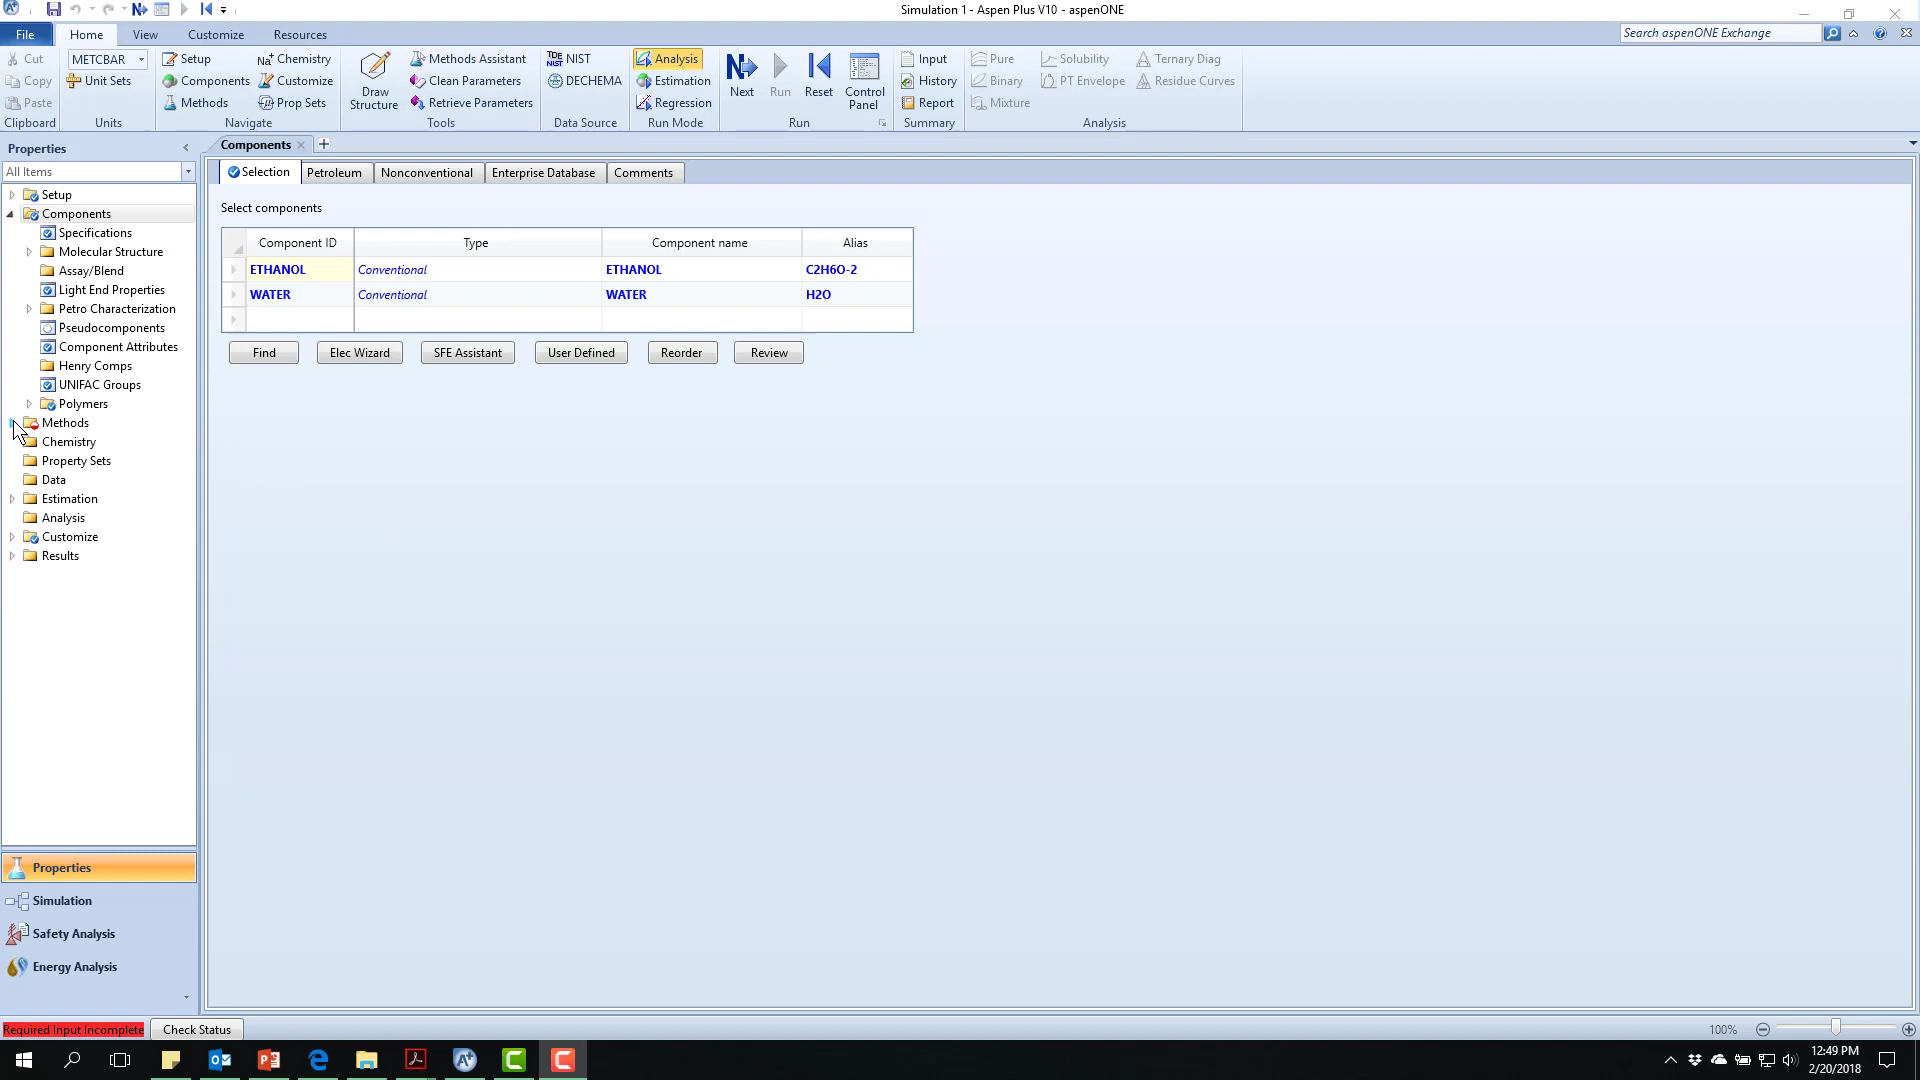 Simulation 1 - Aspen Plus V10 - aspenONE
File Home View Customize Resources
Search aspenONE Exchange
Cut
Copy
Paste
Clipboard
METCBAR
Unit Sets
Units
Setup
Components
Methods
Na+ Chemistry
Customize
Prop Sets
Navigate
Draw
Structure
Methods Assistant
Clean Parameters
Retrieve Parameters
Tools
NIST
DECHEMA
Data Source
Analysis
Estimation
Regression
Run Mode
Next
Run
Reset
Control
Panel
Run
Input
History
Report
Summary
Pure
Binary
Mixture
Solubility
PT Envelope
Ternary Diag
Residue Curves
Analysis
Properties
All Items
Setup
Components
Specifications
Molecular Structure
Assay/Blend
Light End Properties
Petro Characterization
Pseudocomponents
Component Attributes
Henry Comps
UNIFAC Groups
Polymers
Methods
Chemistry
Property Sets
Data
Estimation
Analysis
Customize
Results
Properties
Simulation
Safety Analysis
Energy Analysis
Components
Selection Petroleum Nonconventional Enterprise Database Comments
Select components
Component ID Type Component name Alias
ETHANOL Conventional ETHANOL C2H6O-2
WATER Conventional WATER H2O
Find Elec Wizard SFE Assistant User Defined Reorder Review
Required Input Incomplete Check Status 100%
12:49 PM
2/20/2018